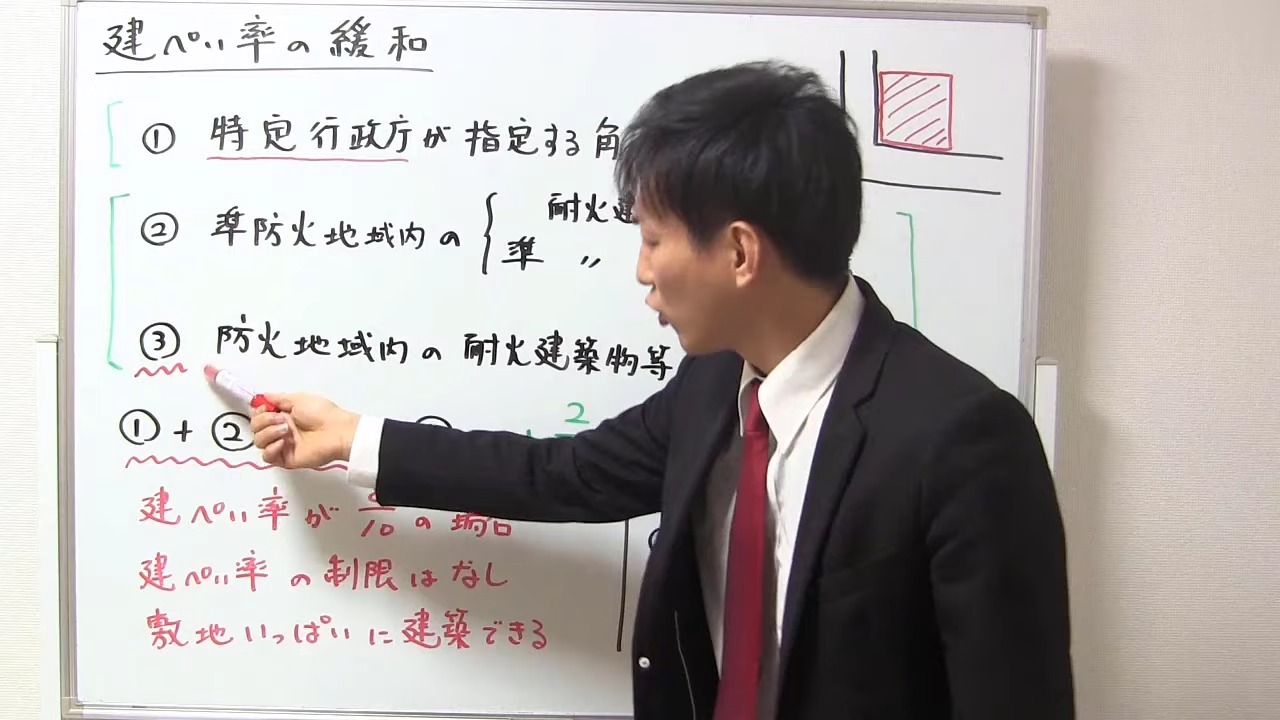 建ぺい率の緩和
① 特定行政庁が指定する角
② 準防火地域内の { 耐火建
準 〃
③ 防火地域内の耐火建築物等
① + ②
2
建ぺい率が /10の場合
建ぺい率の制限はなし
敷地いっぱいに建築できる